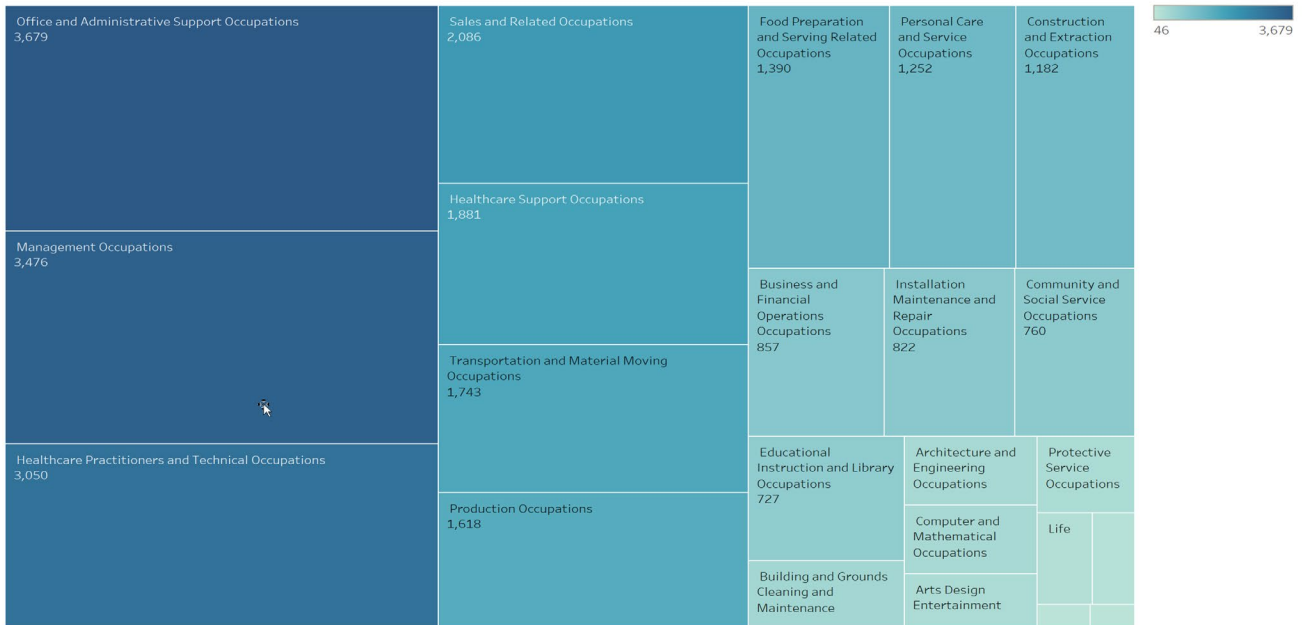 Office and Administrative Support Occupations
3,679
Management Occupations
3,476
Healthcare Practitioners and Technical Occupations
3,050
Sales and Related Occupations
2,086
Healthcare Support Occupations
1,881
Transportation and Material Moving
Occupations
1,743
Production Occupations
1,618
Food Preparation
and Serving Related
Occupations
1,390
Personal Care
and Service
Occupations
1,252
Construction
and Extraction
Occupations
1,182
Business and
Financial
Operations
Occupations
857
Installation
Maintenance and
Repair
Occupations
822
Community and
Social Service
Occupations
760
Educational
Instruction and Library
Occupations
727
Building and Grounds
Cleaning and
Maintenance
Architecture and
Engineering
Occupations
Computer and
Mathematical
Occupations
Arts Design
Entertainment
Protective
Service
Occupations
Life
46
3,679